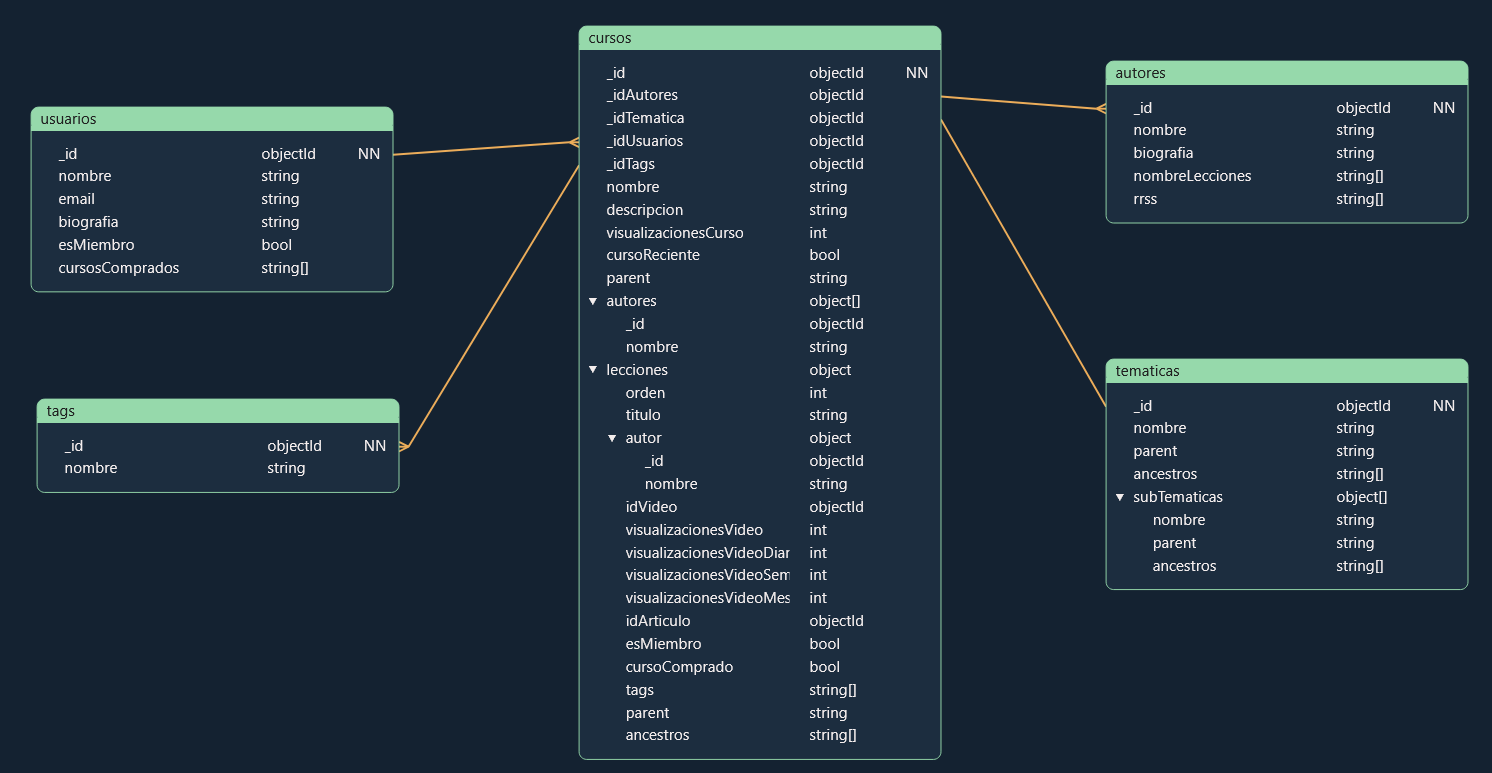 usuarios
_id objectId NN
nombre string
email string
biografia string
esMiembro bool
cursosComprados string[]
tags
_id objectId NN
nombre string
cursos
_id objectId NN
_idAutores objectId
_idTematica objectId
_idUsuarios objectId
_idTags objectId
nombre string
descripcion string
visualizacionesCurso int
cursoReciente bool
parent string
autores object[]
_id objectId
nombre string
lecciones object
orden int
titulo string
autor object
_id objectId
nombre string
idVideo objectId
visualizacionesVideo int
visualizacionesVideoDiar int
visualizacionesVideoSem int
visualizacionesVideoMes int
idArticulo objectId
esMiembro bool
cursoComprado bool
tags string[]
parent string
ancestros string[]
autores
_id objectId NN
nombre string
biografia string
nombreLecciones string[]
rrss string[]
tematicas
_id objectId NN
nombre string
parent string
ancestros string[]
subTematicas object[]
nombre string
parent string
ancestros string[]